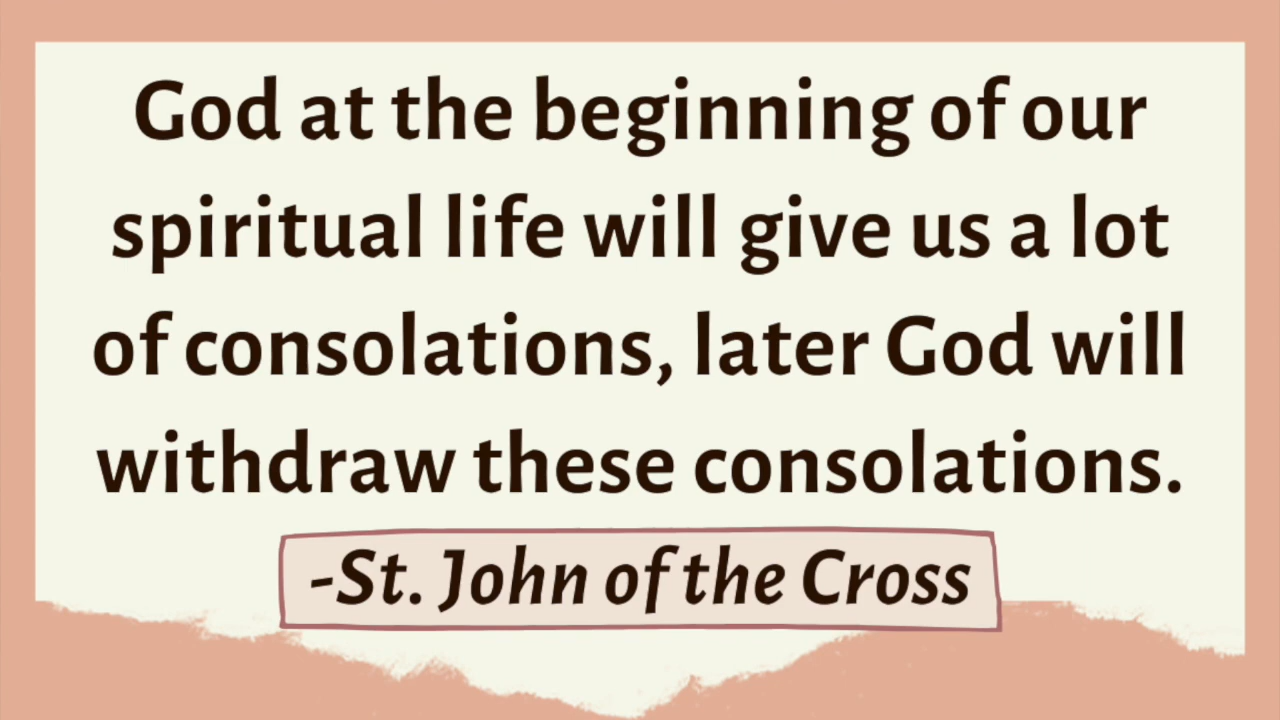 God at the beginning of our
spiritual life will give us a lot
of consolations, later God will
withdraw these consolations.
-St. John of the Cross